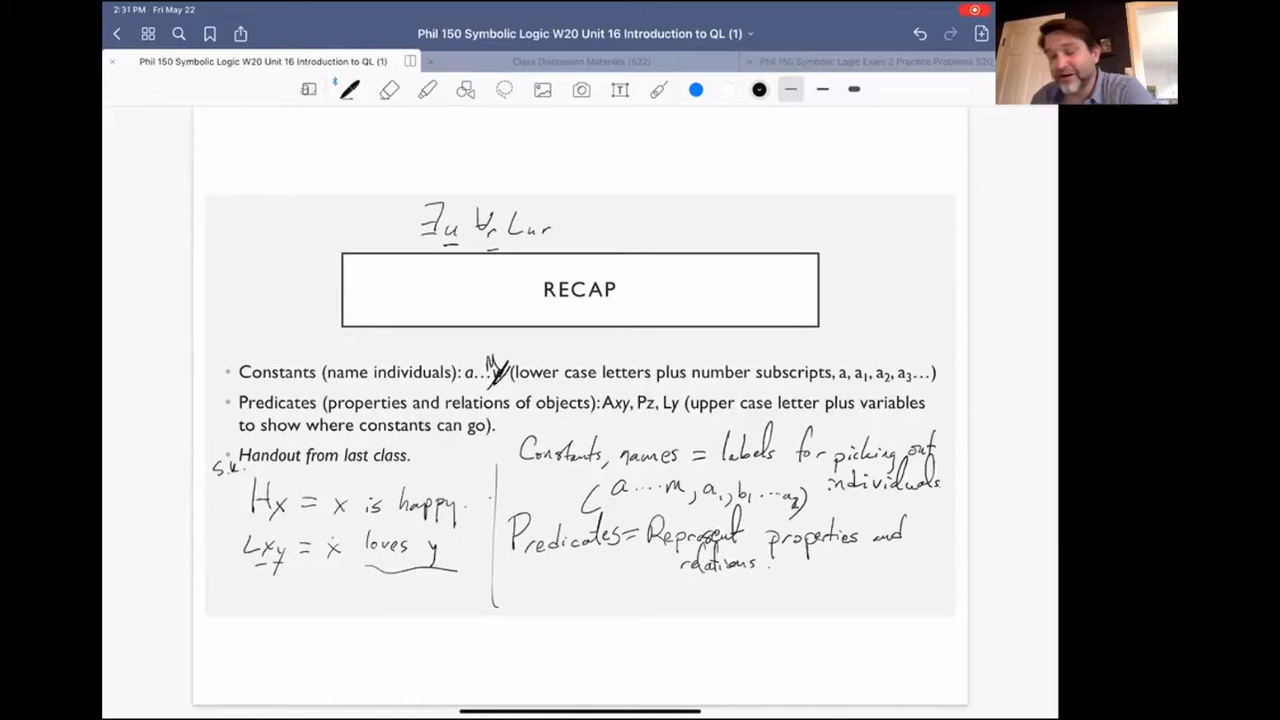 2:31 PM Fri May 22
Phil 150 Symbolic Logic W20 Unit 16 Introduction to QL (1)
Phil 150 Symbolic Logic W20 Unit 16 Introduction to QL (1)
Class Discussion Materials (522)
Phil 150 Symbolic Logic Exam 2 Practice Problems 520
∃u ∀r Lur
RECAP
Constants (name individuals): a…m (lower case letters plus number subscripts, a, a₁, a₂, a₃…)
Predicates (properties and relations of objects): Axy, Pz, Ly (upper case letter plus variables
to show where constants can go).
Handout from last class.
S.K.
Hx = x is happy.
Lxy = x loves y
Constants, names = labels for picking out
individuals
(a....m, a₁, b₁ ...a₂)
Predicates = Represent properties and
relations.